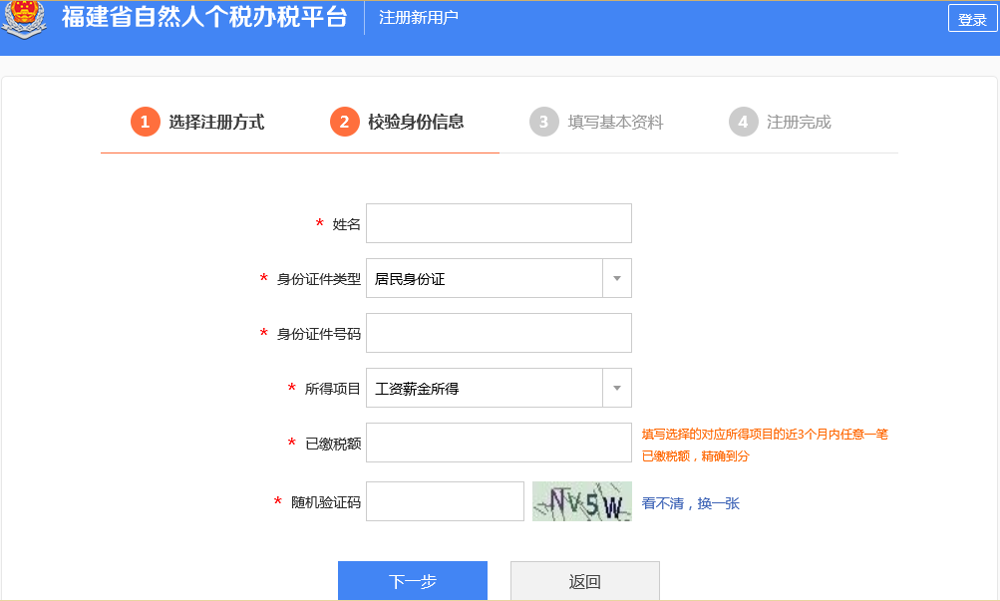 福建省自然人个税办税平台 注册新用户 登录
1 选择注册方式 2 校验身份信息 3 填写基本资料 4 注册完成
* 姓名
* 身份证件类型 居民身份证
* 身份证件号码
* 所得项目 工资薪金所得
* 已缴税额 填写选择的对应所得项目的近3个月内任意一笔
已缴税额，精确到分
* 随机验证码 NV5W 看不清，换一张
下一步 返回